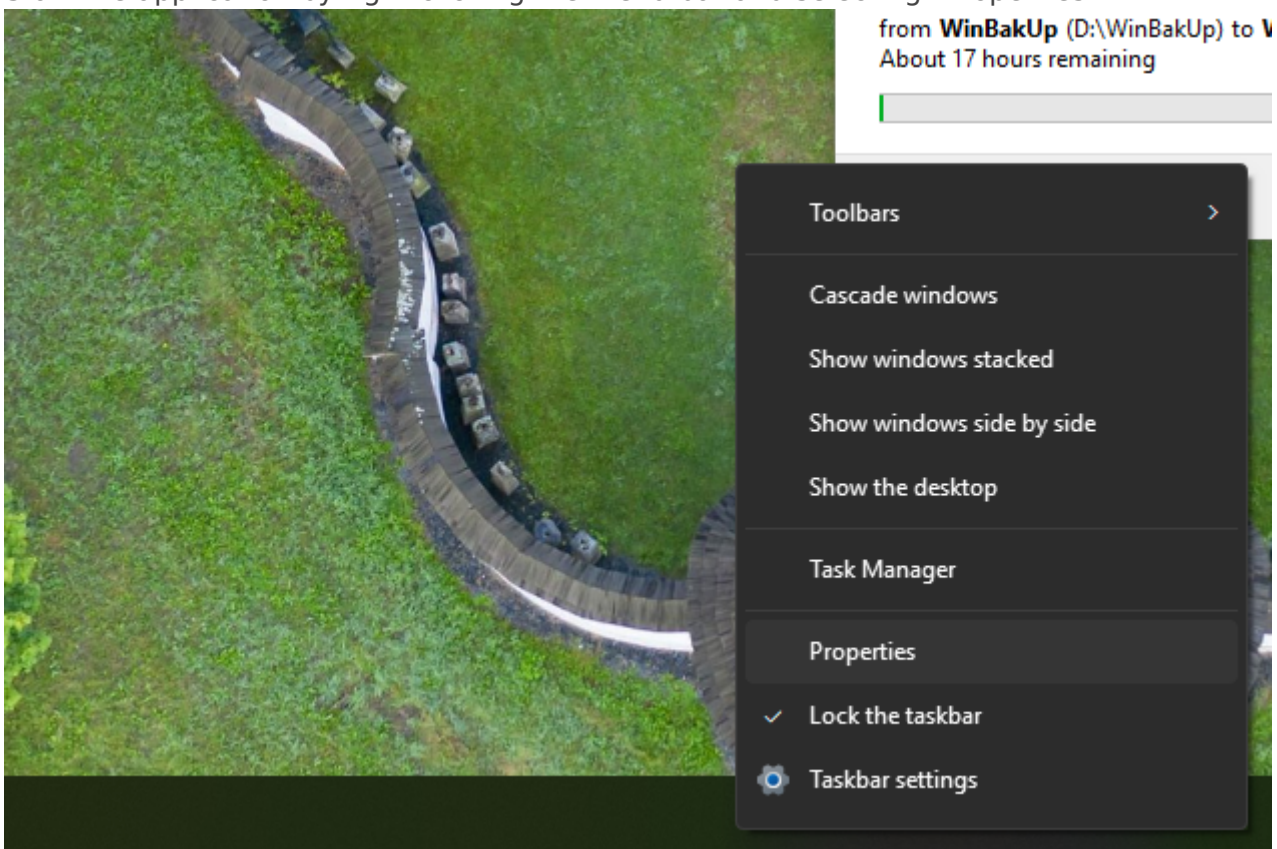 from WinBakUp (D:\WinBakUp) to
About 17 hours remaining
Toolbars
Cascade windows
Show windows stacked
Show windows side by side
Show the desktop
Task Manager
Properties
Lock the taskbar
Taskbar settings